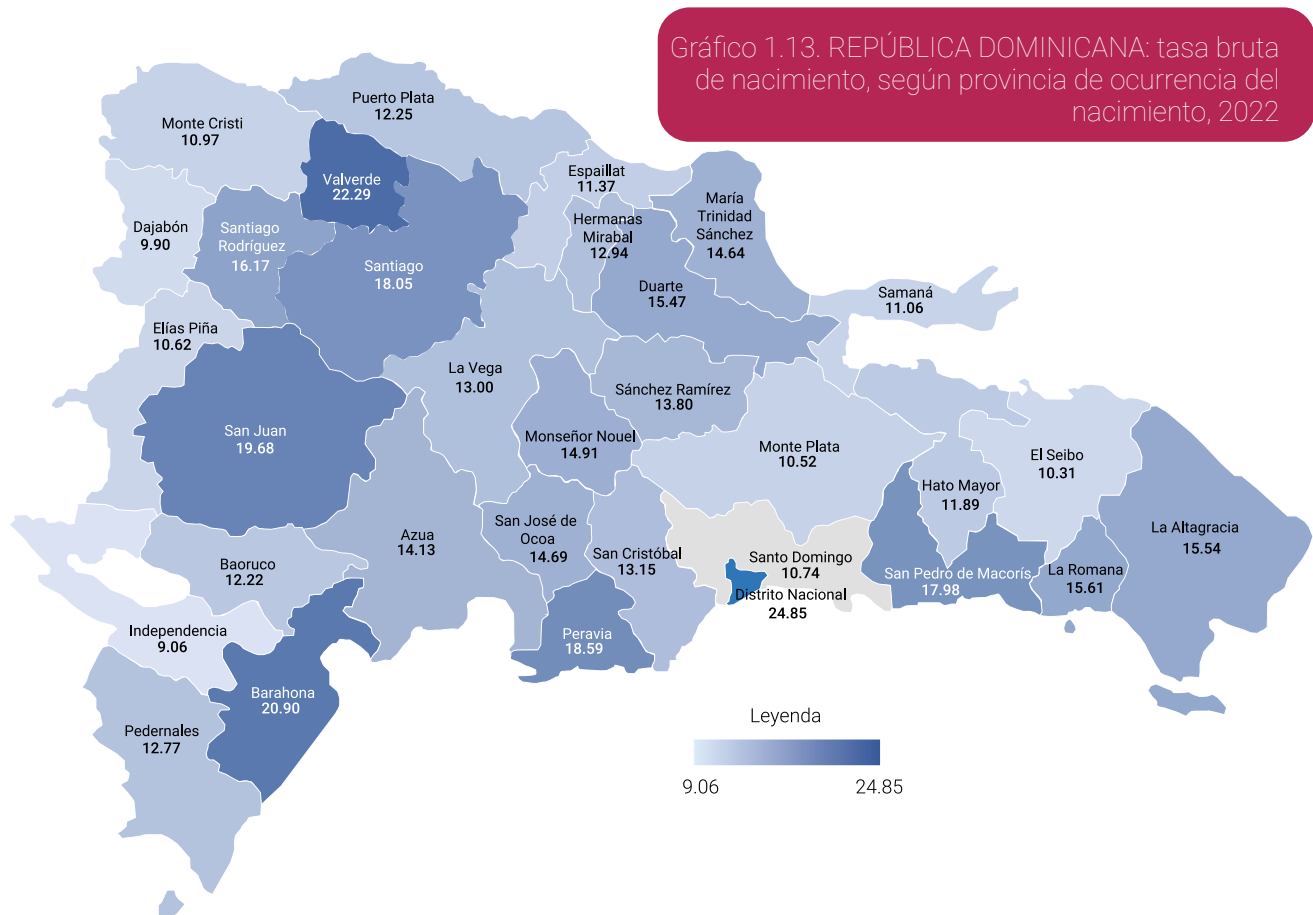 Gráfico 1.13. REPÚBLICA DOMINICANA: tasa bruta
de nacimiento, según provincia de ocurrencia del
nacimiento, 2022
Puerto Plata
12.25
Monte Cristi
10.97
Valverde
22.29
Espaillat
11.37
María
Trinidad
Sánchez
14.64
Dajabón
9.90
Santiago
Rodríguez
16.17
Hermanas
Mirabal
12.94
Santiago
18.05
Duarte
15.47
Samaná
11.06
Elías Piña
10.62
La Vega
13.00
Sánchez Ramírez
13.80
San Juan
19.68
Monseñor Nouel
14.91
Monte Plata
10.52
El Seibo
10.31
Hato Mayor
11.89
La Altagracia
15.54
Azua
14.13
San José de
Ocoa
14.69
San Cristóbal
13.15
Santo Domingo
10.74
Distrito Nacional
24.85
San Pedro de Macorís
17.98
La Romana
15.61
Baoruco
12.22
Independencia
9.06
Peravia
18.59
Barahona
20.90
Pedernales
12.77
Leyenda
9.06 24.85